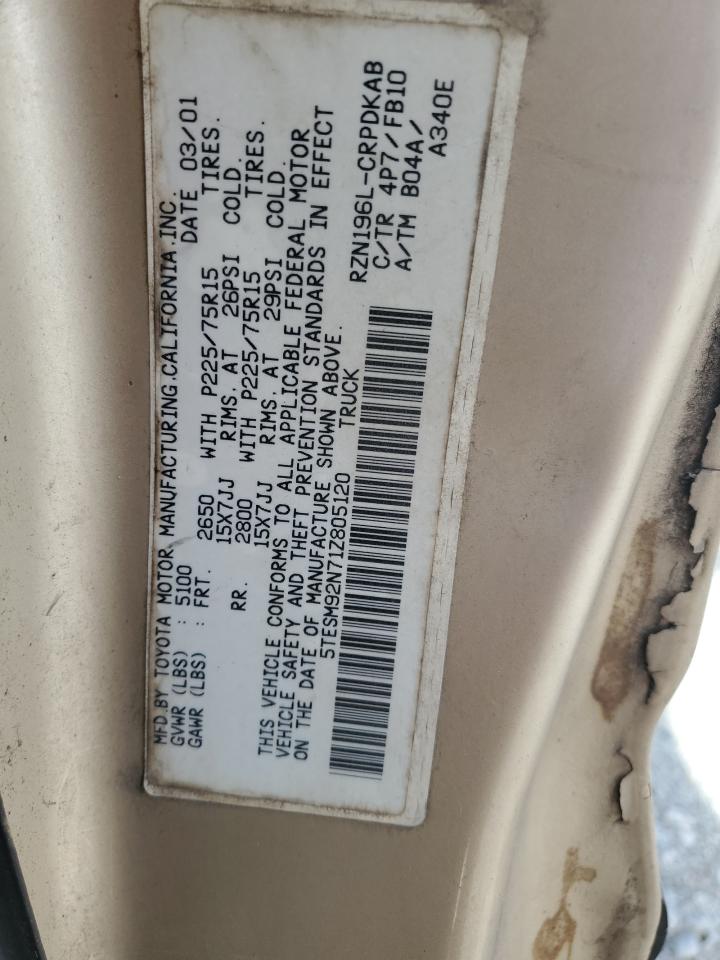 MFD.BY TOYOTA MOTOR MANUFACTURING.CALIFORNIA.INC.
GVWR (LBS) : 5100 DATE 03/01
GAWR (LBS) : FRT. 2650 WITH P225/75R15 TIRES.
15X7JJ RIMS. AT 26PSI COLD.
RR. 2800 WITH P225/75R15 TIRES.
15X7JJ RIMS. AT 29PSI COLD.
THIS VEHICLE CONFORMS TO ALL APPLICABLE FEDERAL MOTOR
VEHICLE SAFETY AND THEFT PREVENTION STANDARDS IN EFFECT
ON THE DATE OF MANUFACTURE SHOWN ABOVE.
5TESM92N71Z805120 TRUCK
RZN196L-CRPDKAB
C/TR 4P7/FB10
A/TM B04A/
A340E